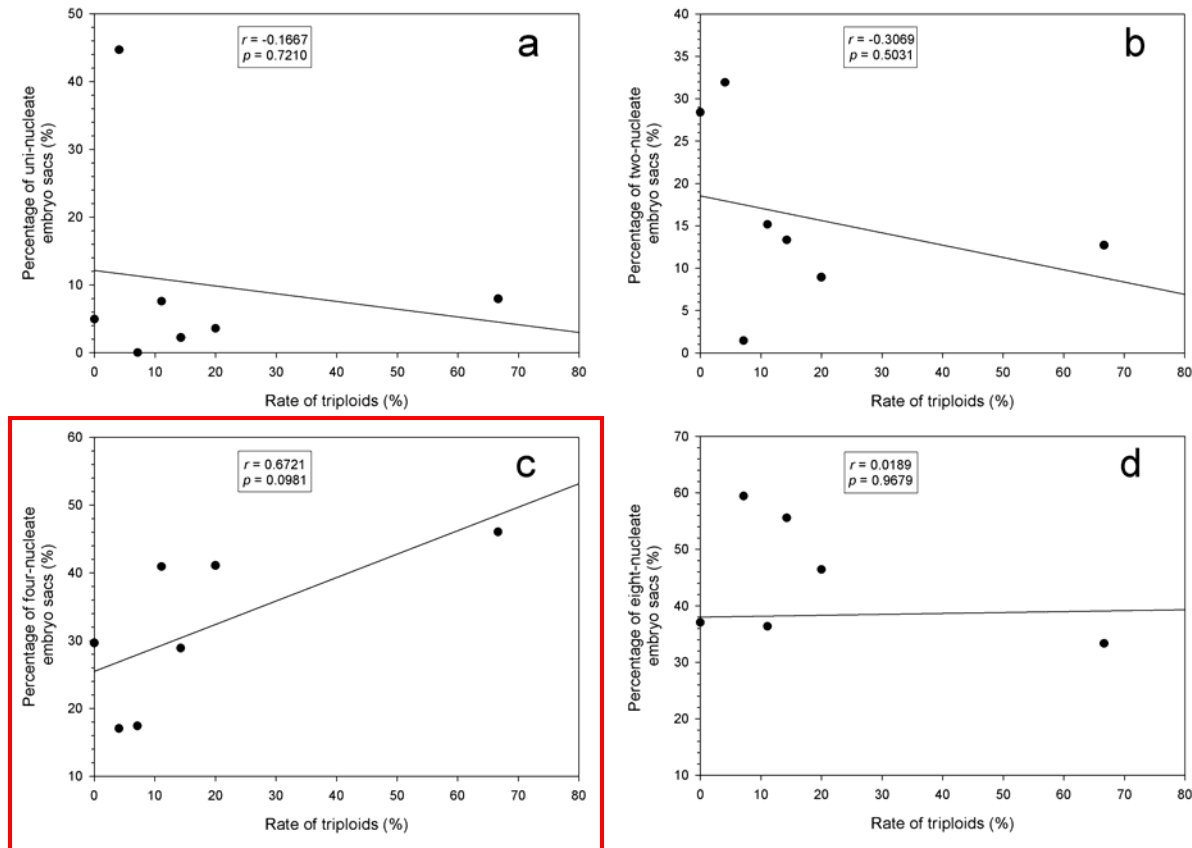 a
r = -0.1667
p = 0.7210
Percentage of uni-nucleate
embryo sacs (%)
50
40
30
20
10
0
0 10 20 30 40 50 60 70 80
Rate of triploids (%)
b
r = -0.3069
p = 0.5031
Percentage of two-nucleate
embryo sacs (%)
40
35
30
25
20
15
10
5
0
0 10 20 30 40 50 60 70 80
Rate of triploids (%)
c
r = 0.6721
p = 0.0981
Percentage of four-nucleate
embryo sacs (%)
60
50
40
30
20
10
0 10 20 30 40 50 60 70 80
Rate of triploids (%)
d
r = 0.0189
p = 0.9679
Percentage of eight-nucleate
embryo sacs (%)
70
60
50
40
30
20
10
0 10 20 30 40 50 60 70 80
Rate of triploids (%)